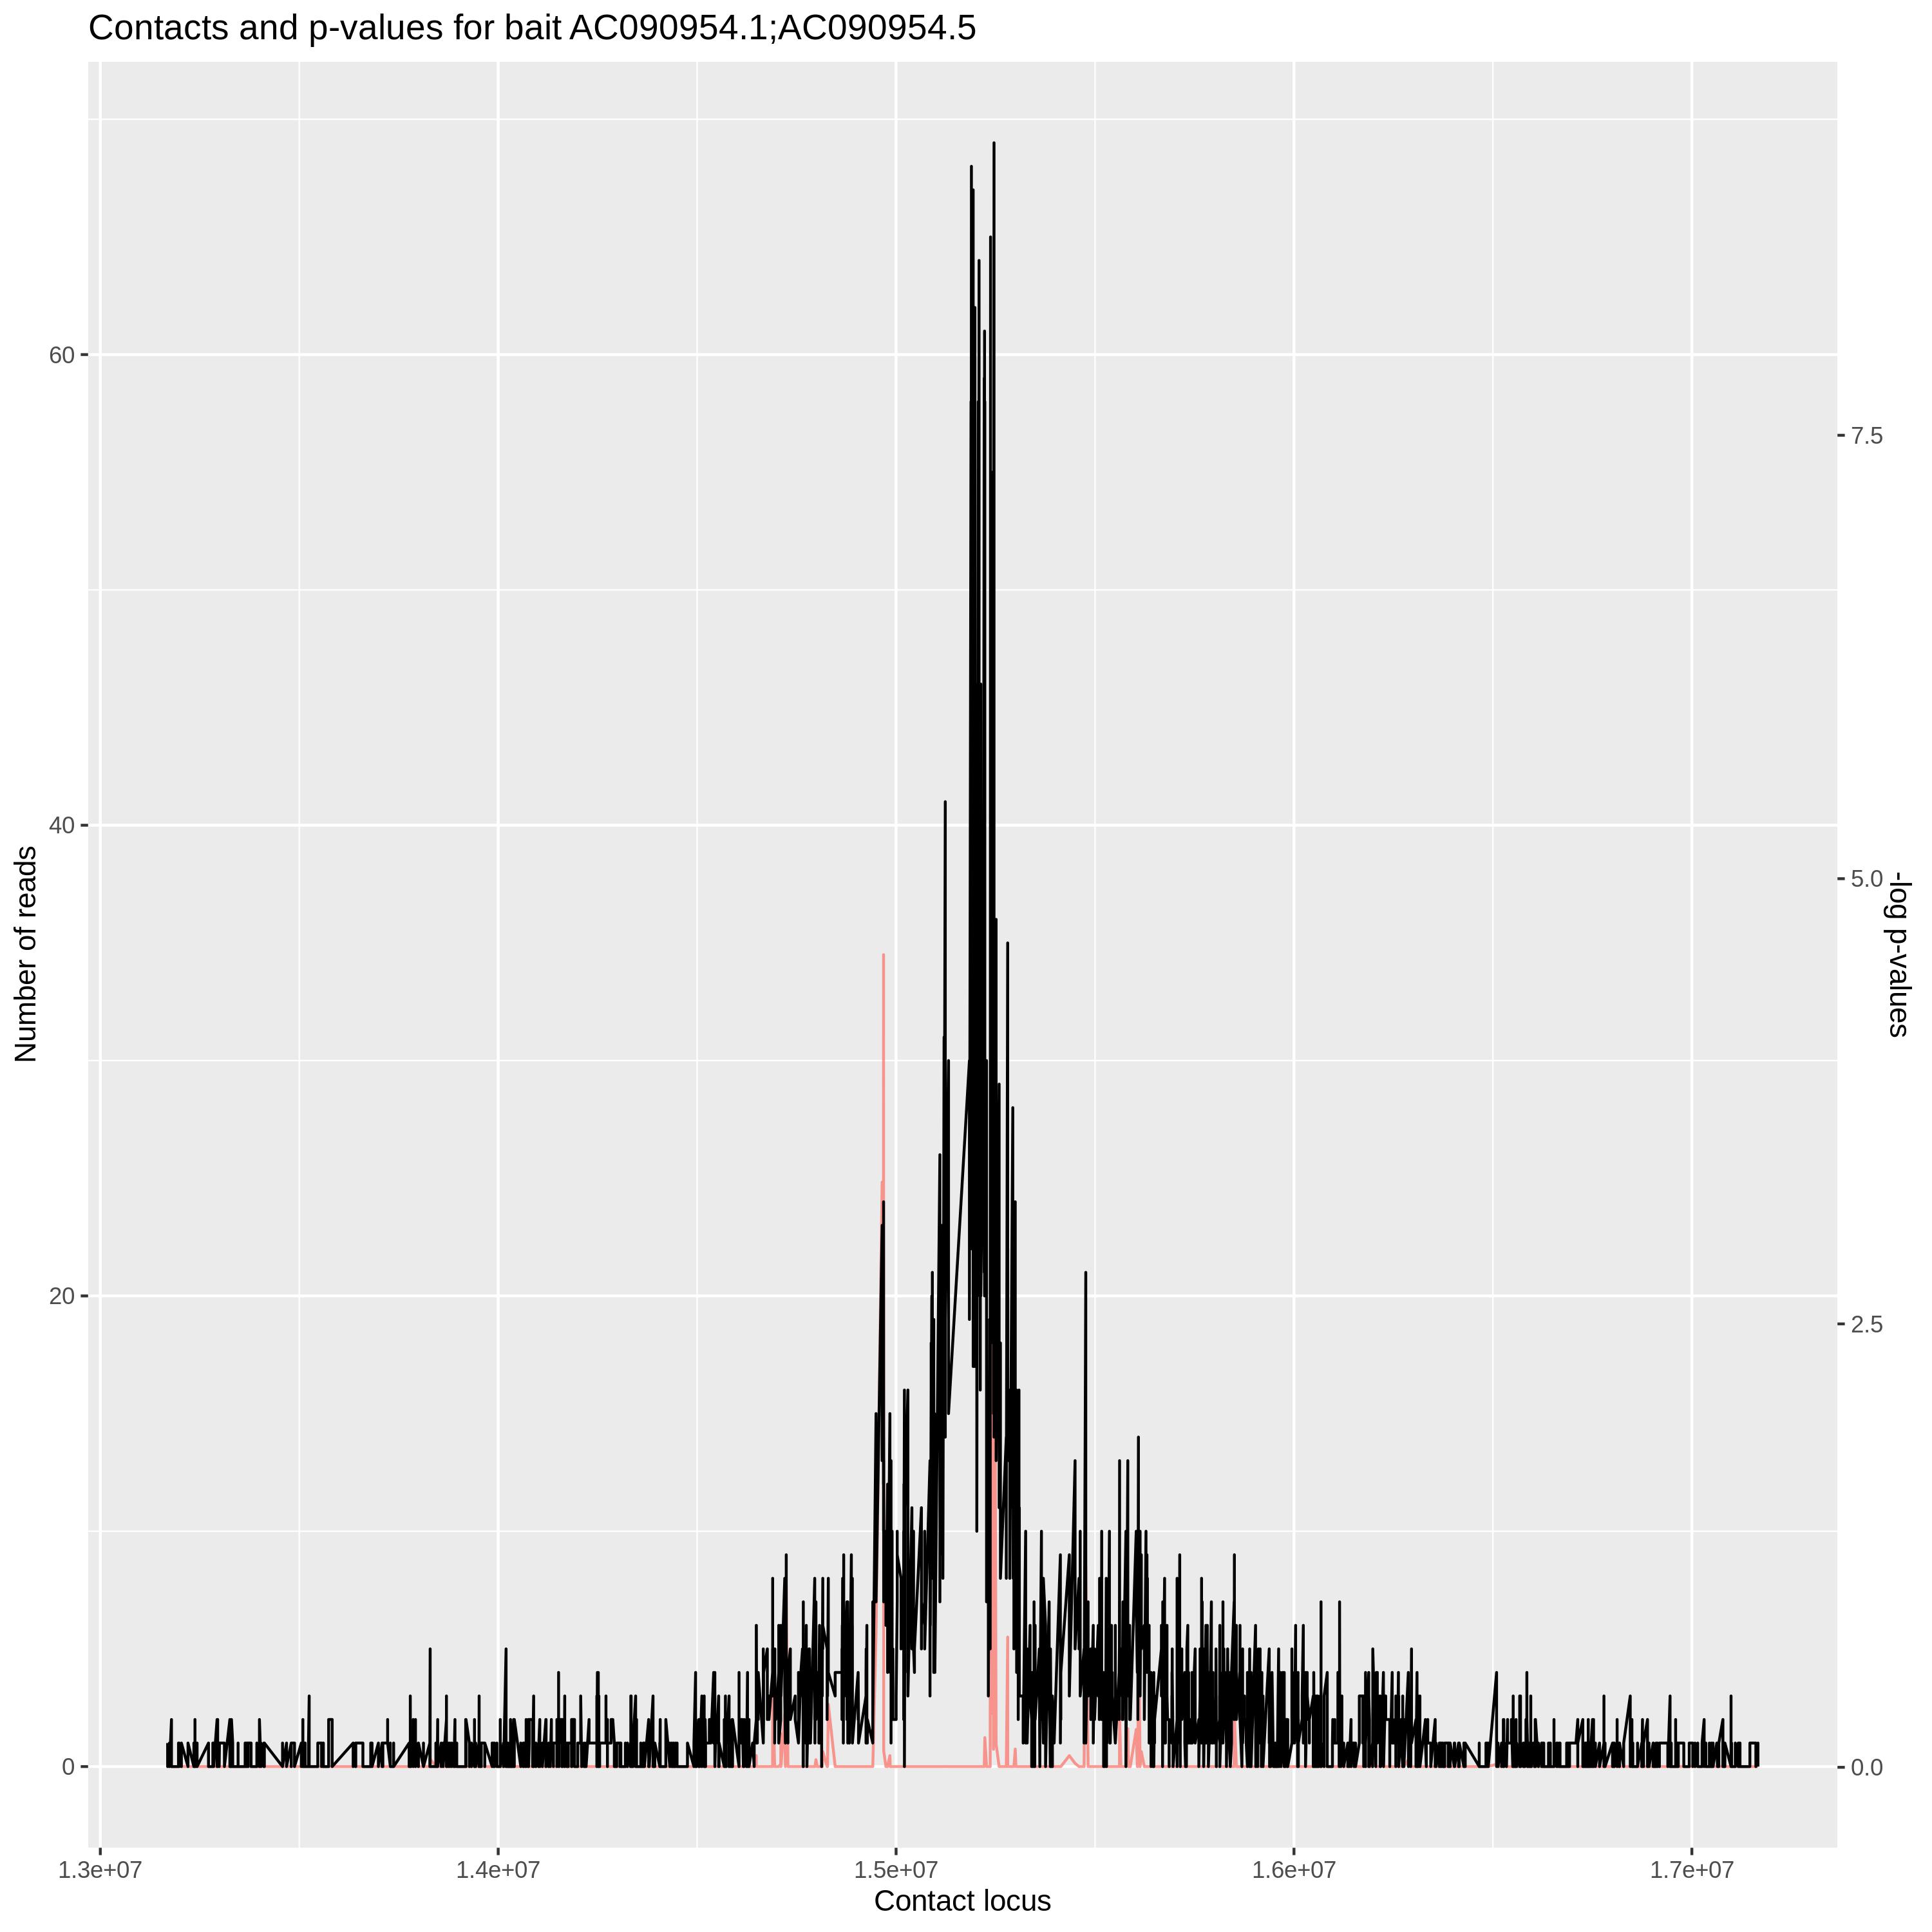 Contacts and p-values for bait AC090954.1;AC090954.5
Number of reads
60
40
20
0
7.5
5.0
2.5
0.0
-log p-values
1.3e+07
1.4e+07
1.5e+07
1.6e+07
1.7e+07
Contact locus